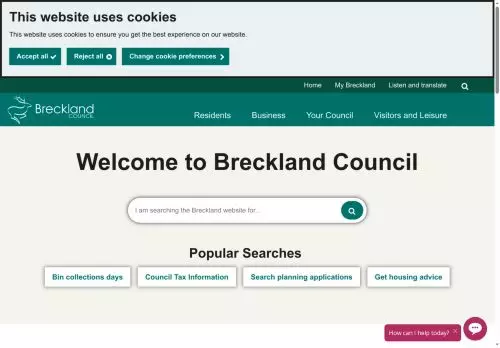 This website uses cookies
This website uses cookies to ensure you get the best experience on our website.
Accept all Reject all Change cookie preferences
Home My Breckland Listen and translate
Breckland
COUNCIL
Residents Business Your Council Visitors and Leisure
Welcome to Breckland Council
I am searching the Breckland website for...
Popular Searches
Bin collections days Council Tax Information Search planning applications Get housing advice
How can I help today? ×